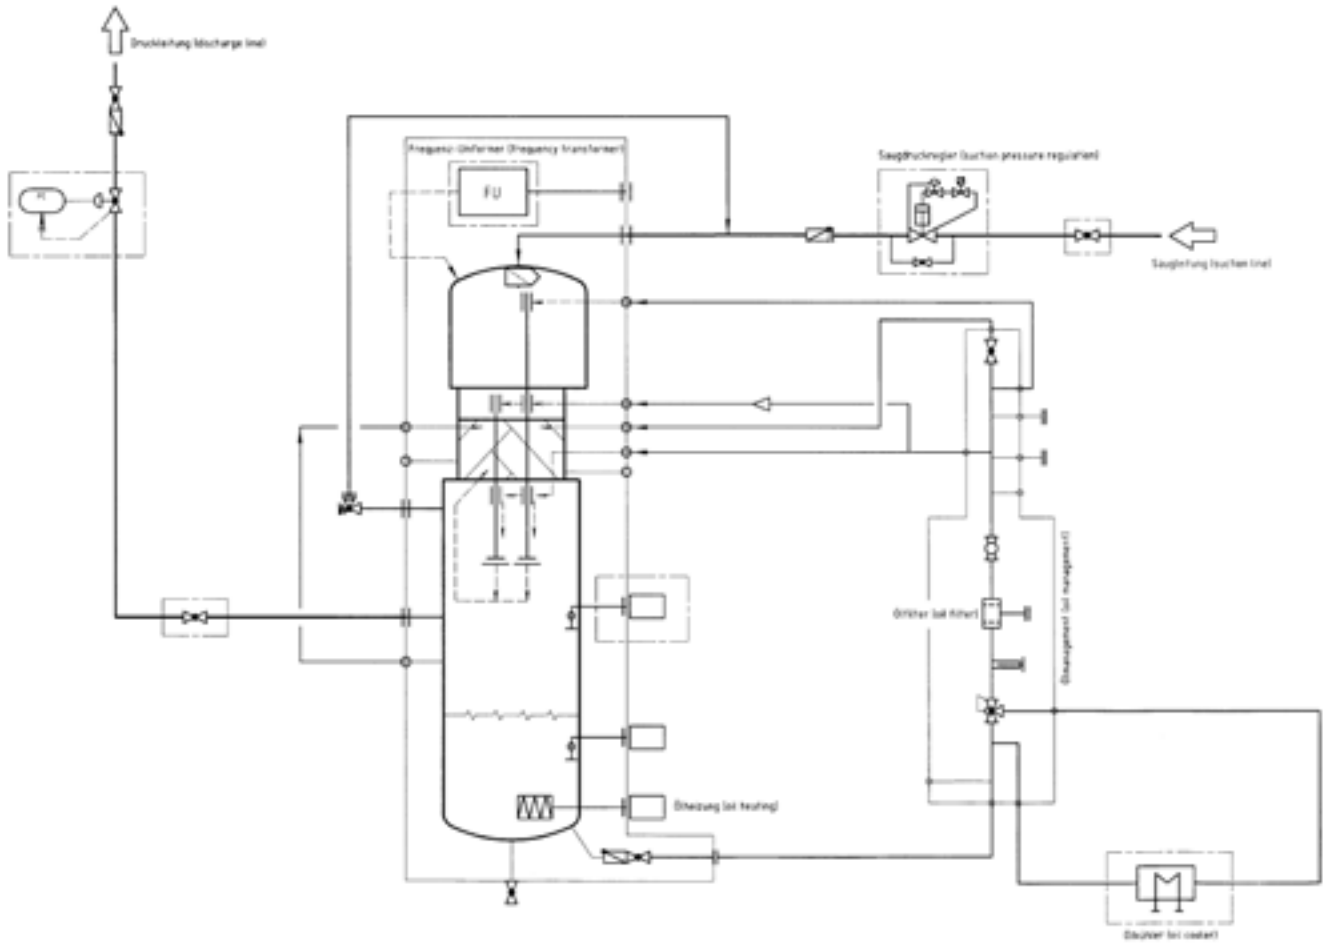 Druckleitung (discharge line)
Frequenz-Umformer (frequency transformer)
FU
Saugdruckregler (suction pressure regulation)
Saugleitung (suction line)
PC
Ölfilter (oil filter)
Ölmanagement (oil management)
Ölheizung (oil heating)
Ölkühler (oil cooler)